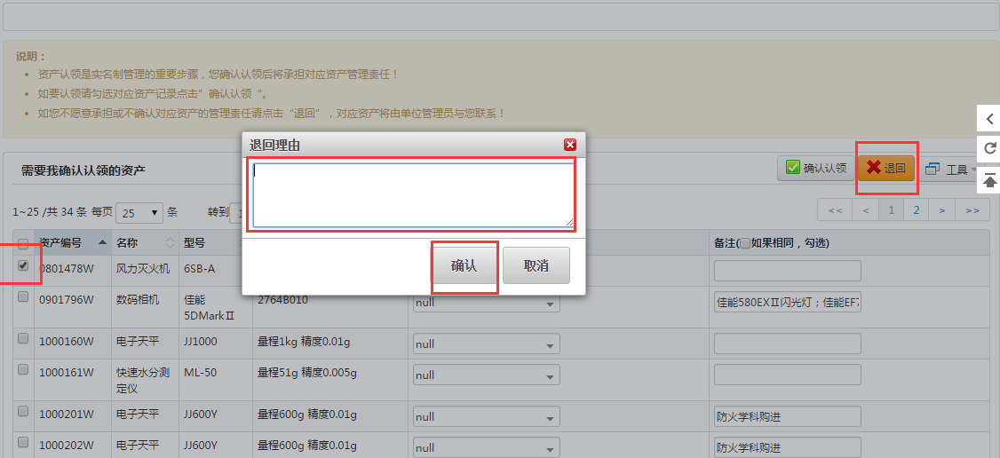 说明：
资产认领是实名制管理的重要步骤，您确认认领后将承担对应资产管理责任！
如要认领请勾选对应资产记录点击”确认认领“。
如您不愿意承担或不确认对应资产的管理责任请点击“退回”，对应资产将由单位管理员与您联系！
退回理由
需要我确认认领的资产
确认认领 退回 工具
1~25 /共 34 条 每页 25 条 转到 1
<< < 1 2 > >>
资产编号 名称 型号 备注(如果相同，勾选)
确认 取消
0801478W 风力灭火机 6SB-A
0901796W 数码相机 佳能 2764B010 null 佳能580EXⅡ闪光灯；佳能EF7
5DMarkⅡ
1000160W 电子天平 JJ1000 量程1kg 精度0.01g null
1000161W 快速水分测 ML-50 量程51g 精度0.005g null
定仪
1000201W 电子天平 JJ600Y 量程600g 精度0.01g null 防火学科购进
1000202W 电子天平 JJ600Y 量程600g 精度0.01g null 防火学科购进